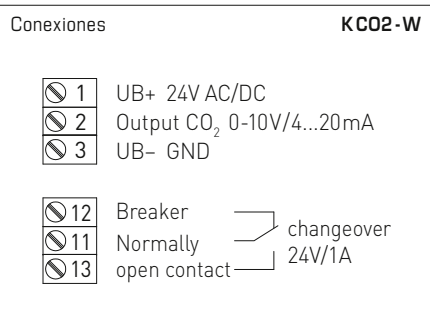 Conexiones KCO2-W
1 UB+ 24V AC/DC
2 Output CO₂ 0-10V/4...20mA
3 UB– GND
12 Breaker
changeover
11 Normally
24V/1A
13 open contact